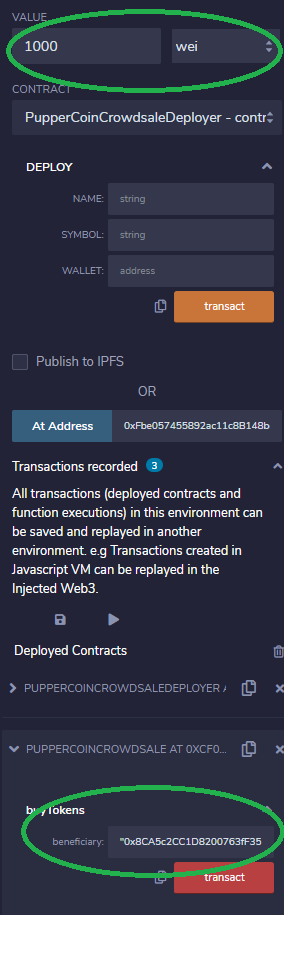 VALUE
1000 wei
CONTRACT
PupperCoinCrowdsaleDeployer - contr
DEPLOY
NAME: string
SYMBOL: string
WALLET: address
transact
Publish to IPFS
OR
At Address 0xFbe057455892ac11c8B148b
Transactions recorded 3
All transactions (deployed contracts and
function executions) in this environment can
be saved and replayed in another
environment. e.g Transactions created in
Javascript VM can be replayed in the
Injected Web3.
Deployed Contracts
PUPPERCOINCROWDSALEDEPLOYER A
PUPPERCOINCROWDSALE AT 0XCF0...
buyTokens
beneficiary: "0x8CA5c2CC1D8200763fF35
transact